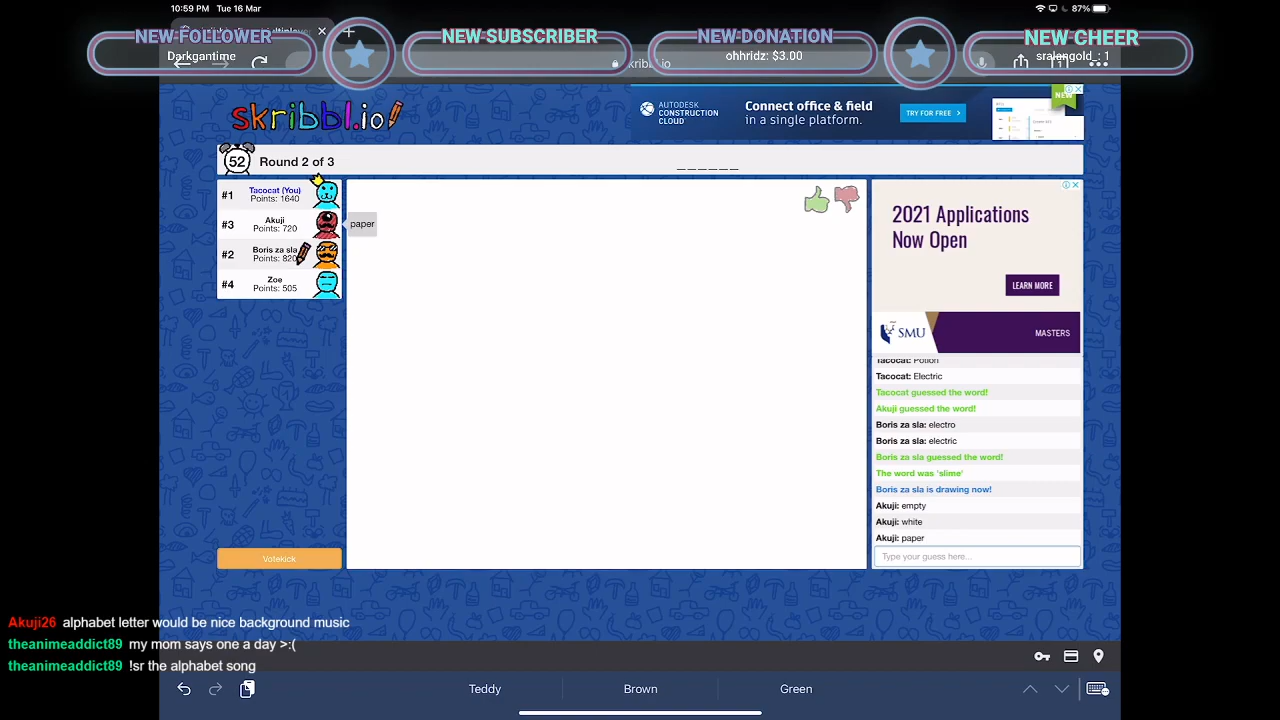 10:59 PM Tue 16 Mar
87%
NEW FOLLOWER
NEW SUBSCRIBER
NEW DONATION
NEW CHEER
Darkgantime
ohhridz: $3.00
sralangold_: 1
skribbl.io
AUTODESK
CONSTRUCTION
CLOUD
Connect office & field
in a single platform.
TRY FOR FREE >
NEW
52
Round 2 of 3
_ _ _ _ _ _
#1
Tacocat (You)
Points: 1640
#3
Akuji
Points: 720
paper
#2
Boris za sla
Points: 820
#4
Zoe
Points: 505
Votekick
2021 Applications
Now Open
LEARN MORE
SMU
MASTERS
Tacocat: Potion
Tacocat: Electric
Tacocat guessed the word!
Akuji guessed the word!
Boris za sla: electro
Boris za sla: electric
Boris za sla guessed the word!
The word was 'slime'
Boris za sla is drawing now!
Akuji: empty
Akuji: white
Akuji: paper
Type your guess here...
Akuji26 alphabet letter would be nice background music
theanimeaddict89 my mom says one a day >:(
theanimeaddict89 !sr the alphabet song
Teddy
Brown
Green